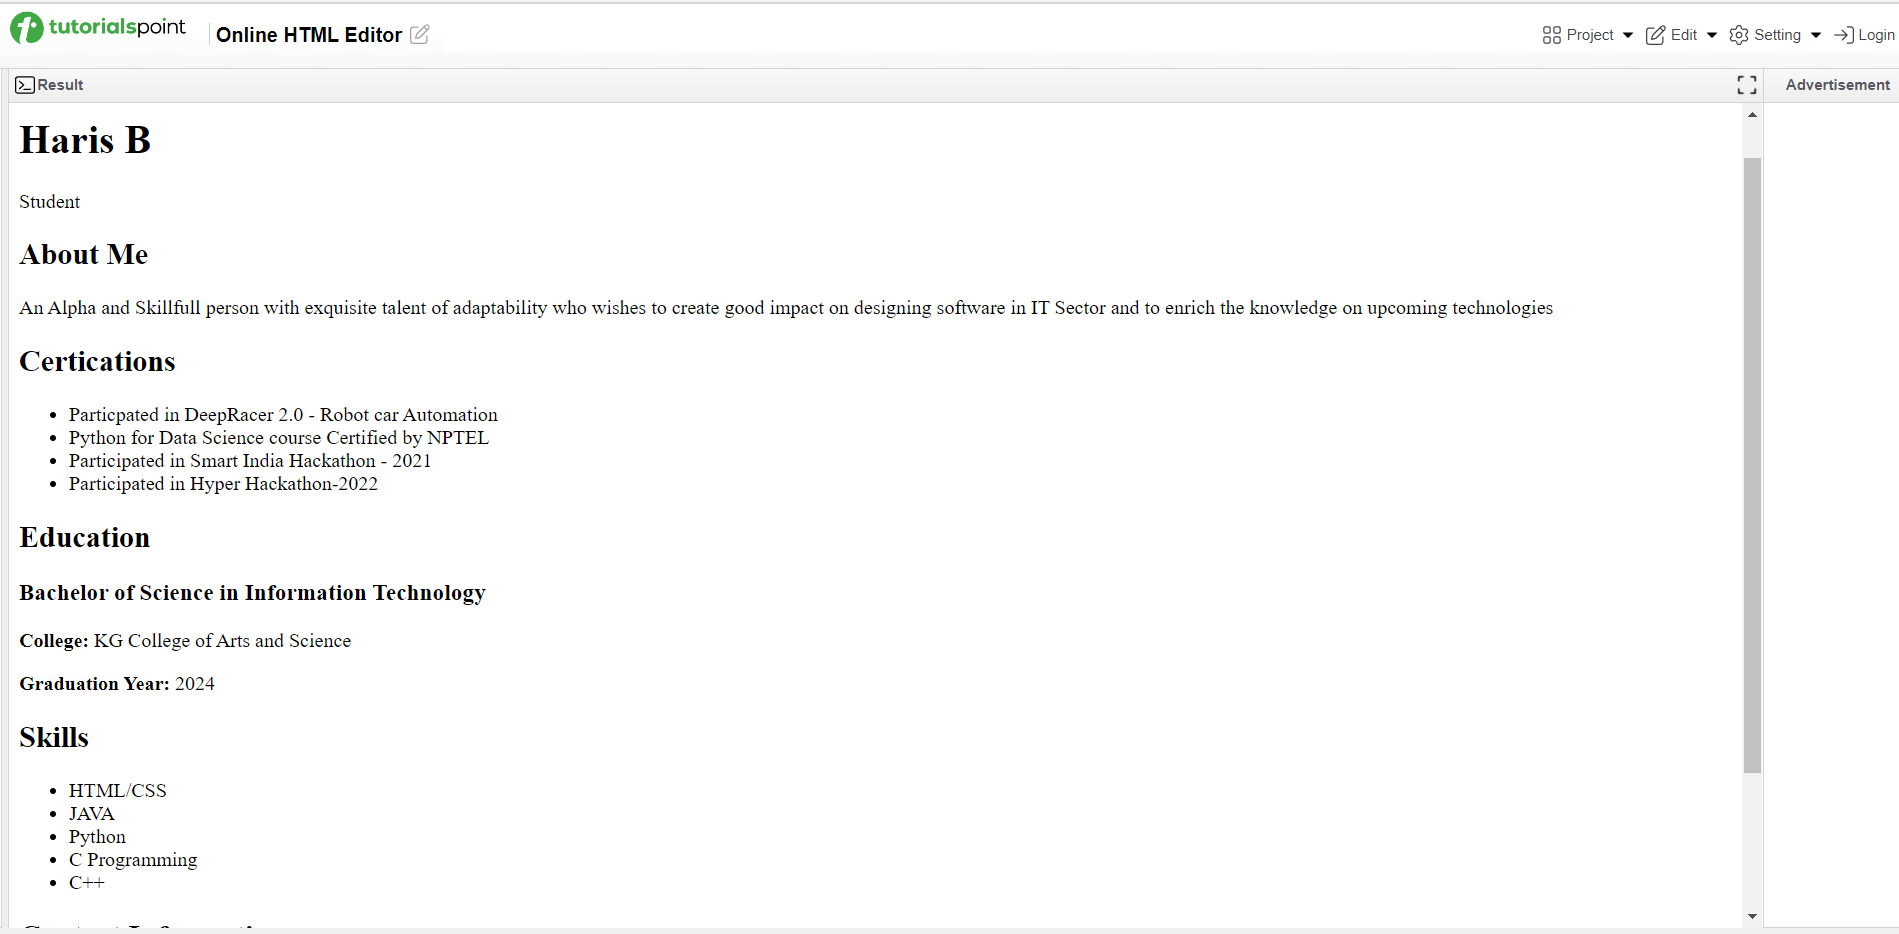 tutorialspoint
Online HTML Editor
Project
Edit
Setting
Login
Result
Advertisement
Haris B
Student
About Me
An Alpha and Skillfull person with exquisite talent of adaptability who wishes to create good impact on designing software in IT Sector and to enrich the knowledge on upcoming technologies
Certications
Particpated in DeepRacer 2.0 - Robot car Automation
Python for Data Science course Certified by NPTEL
Participated in Smart India Hackathon - 2021
Participated in Hyper Hackathon-2022
Education
Bachelor of Science in Information Technology
College: KG College of Arts and Science
Graduation Year: 2024
Skills
HTML/CSS
JAVA
Python
C Programming
C++